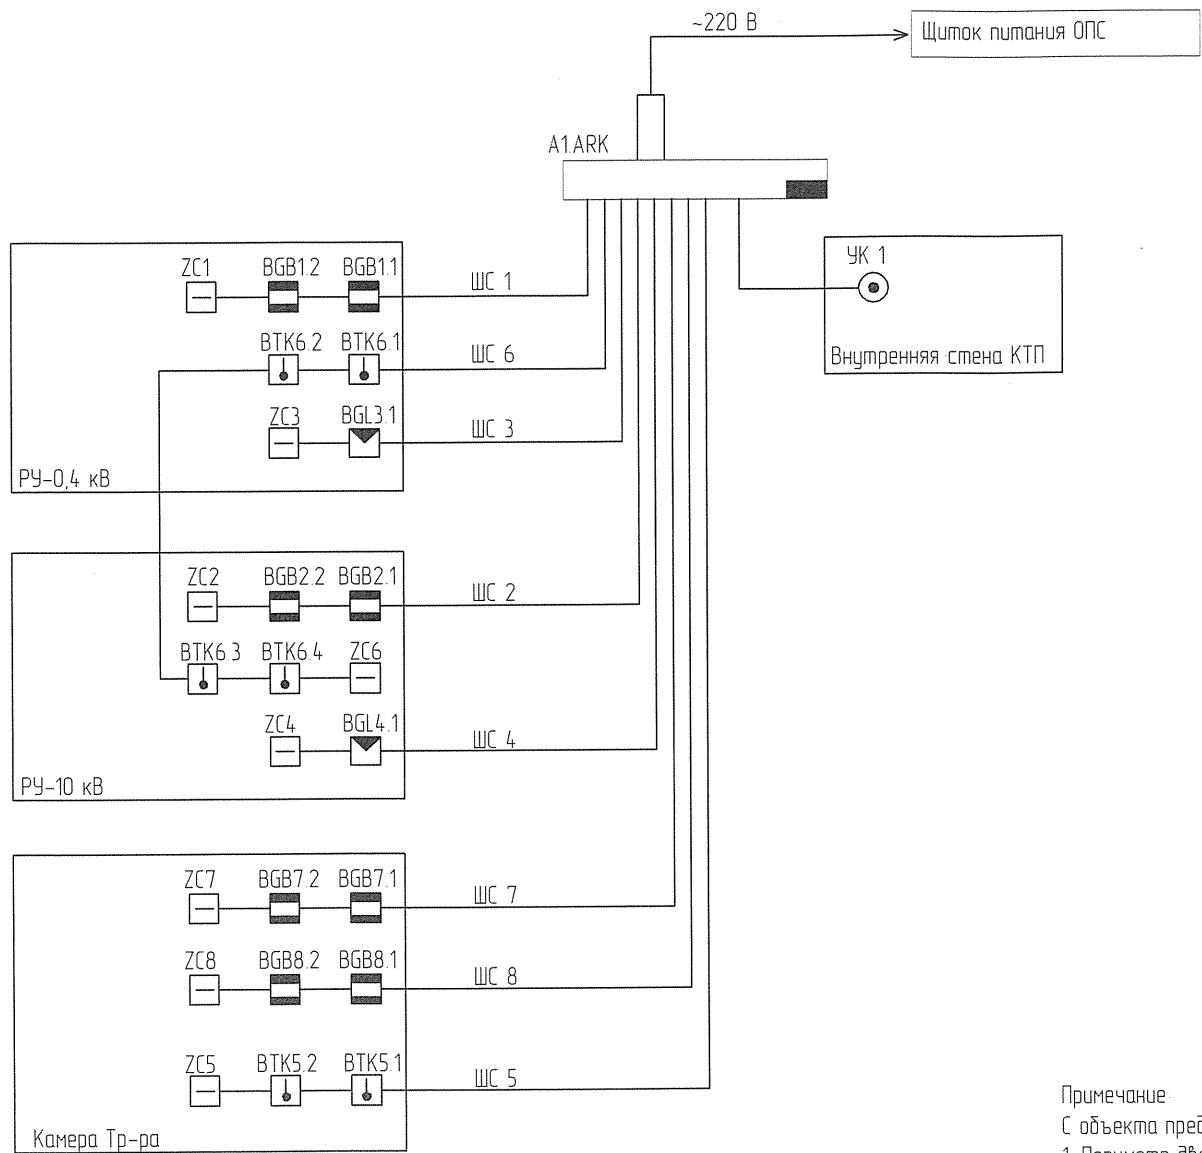 ~220 В
Щиток питания ОПС
A1.ARK
ZC1 BGB1.2 BGB1.1
ШС 1
УК 1
BTK6.2 BTK6.1
ШС 6
Внутренняя стена КТП
ZC3 BGL3.1
ШС 3
РУ-0,4 кВ
ZC2 BGB2.2 BGB2.1
ШС 2
BTK6.3 BTK6.4 ZC6
ZC4 BGL4.1
ШС 4
РУ-10 кВ
ZC7 BGB7.2 BGB7.1
ШС 7
ZC8 BGB8.2 BGB8.1
ШС 8
ZC5 BTK5.2 BTK5.1
ШС 5
Камера Тр-ра
Примечание:
С объекта